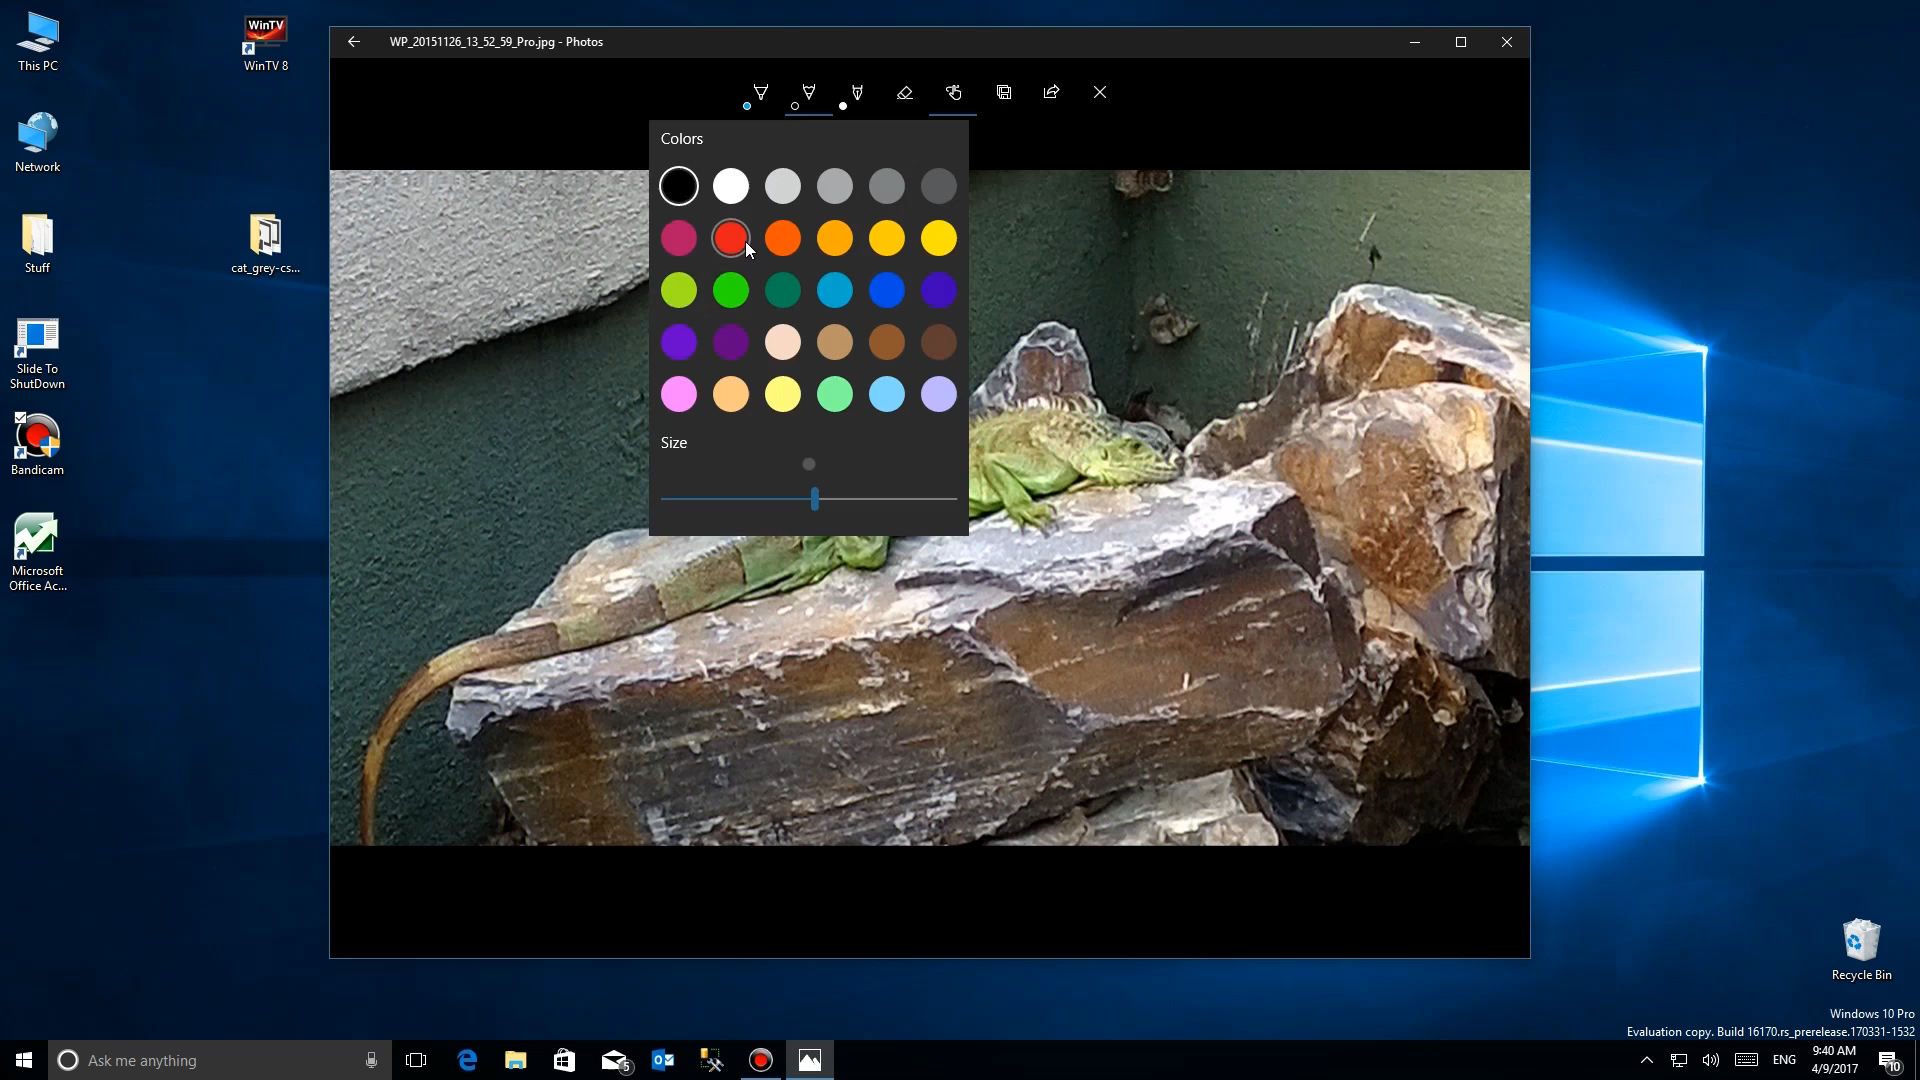 This PC
WinTV
WinTV 8
Network
Stuff
cat_grey-cs...
Slide To
ShutDown
Bandicam
Microsoft
Office Ac...
WP_20151126_13_52_59_Pro.jpg - Photos
Colors
Size
Recycle Bin
Windows 10 Pro
Evaluation copy. Build 16170.rs_prerelease.170331-1532
Ask me anything
5
ENG
9:40 AM
4/9/2017
10